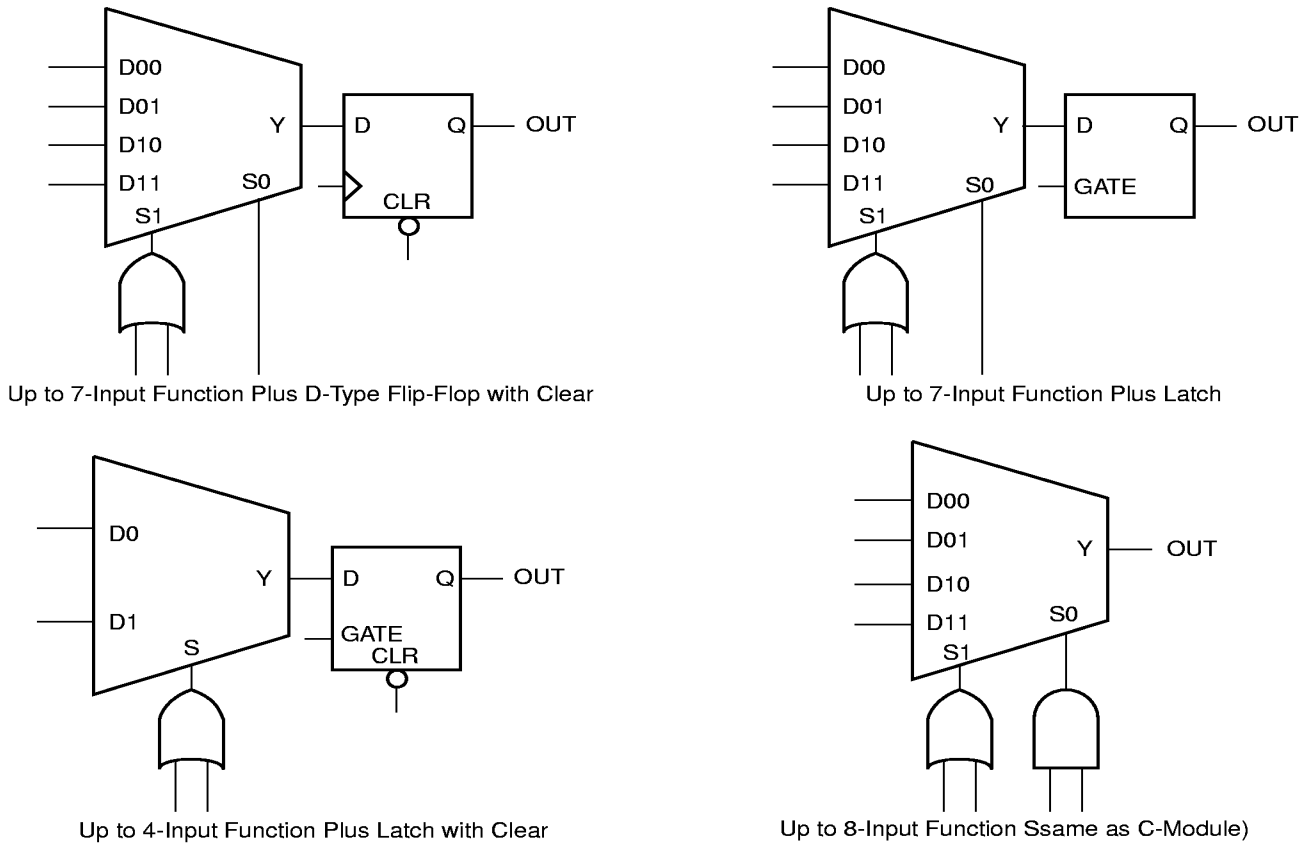 D00
D01
D10
D11
Y
S0
S1
D
Q
CLR
OUT
Up to 7-Input Function Plus D-Type Flip-Flop with Clear
D00
D01
D10
D11
Y
S0
S1
D
Q
GATE
OUT
Up to 7-Input Function Plus Latch
D0
D1
Y
S
D
Q
GATE
CLR
OUT
Up to 4-Input Function Plus Latch with Clear
D00
D01
D10
D11
Y
S0
S1
OUT
Up to 8-Input Function Ssame as C-Module)